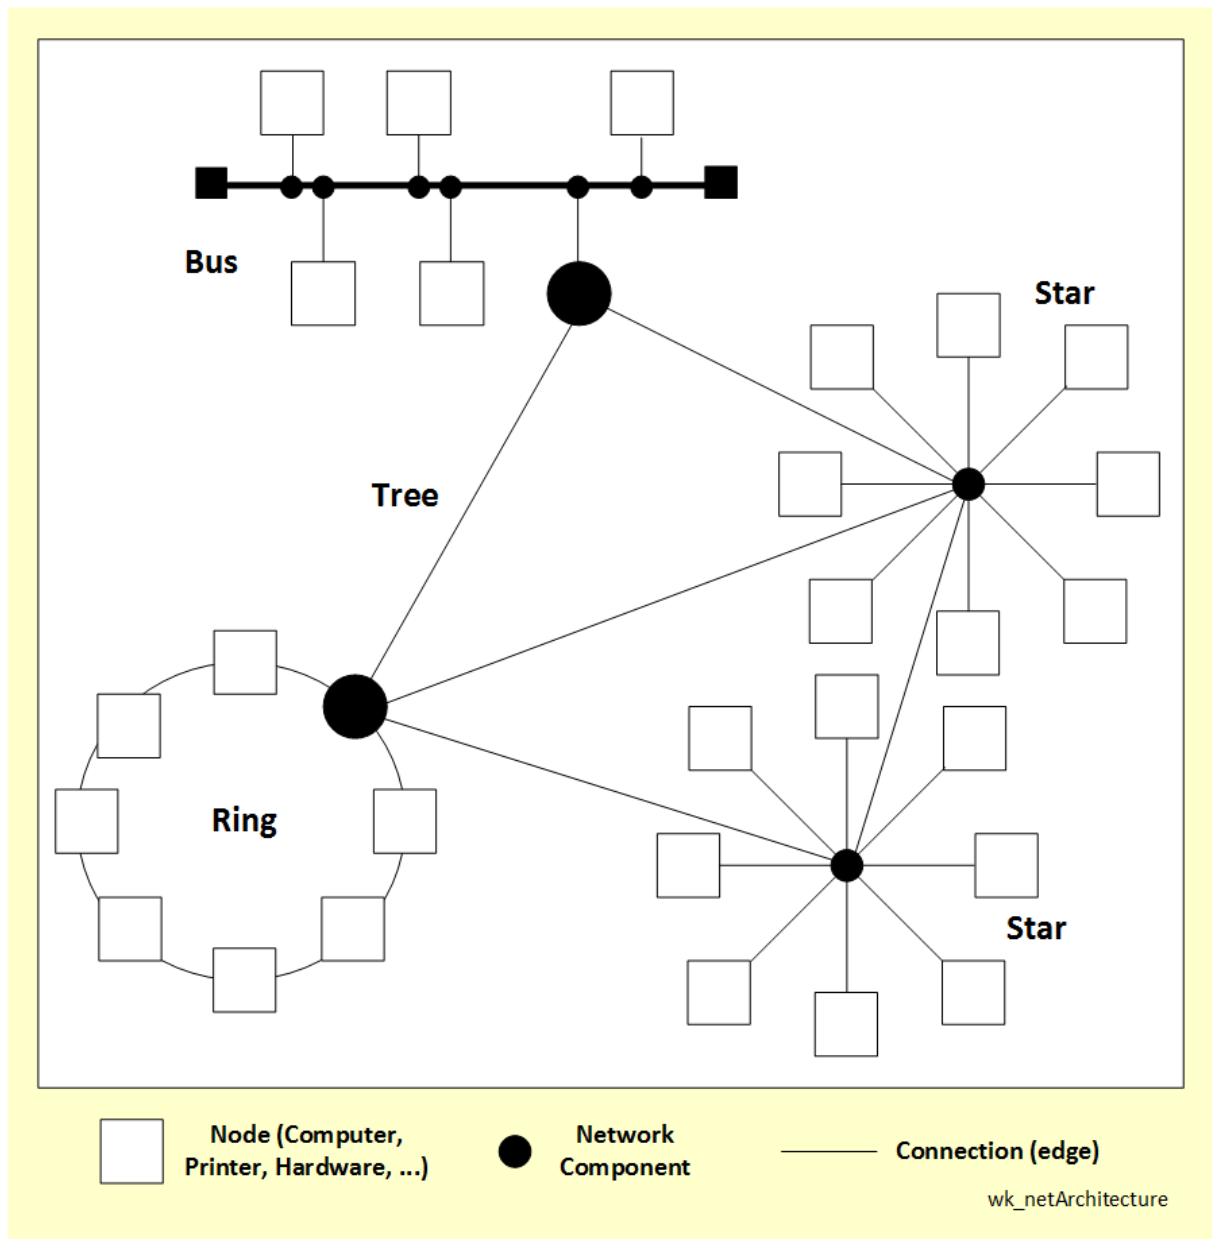 Bus
Star
Tree
Ring
Star
Node (Computer,
Printer, Hardware, ...)
Network
Component
Connection (edge)
wk_netArchitecture